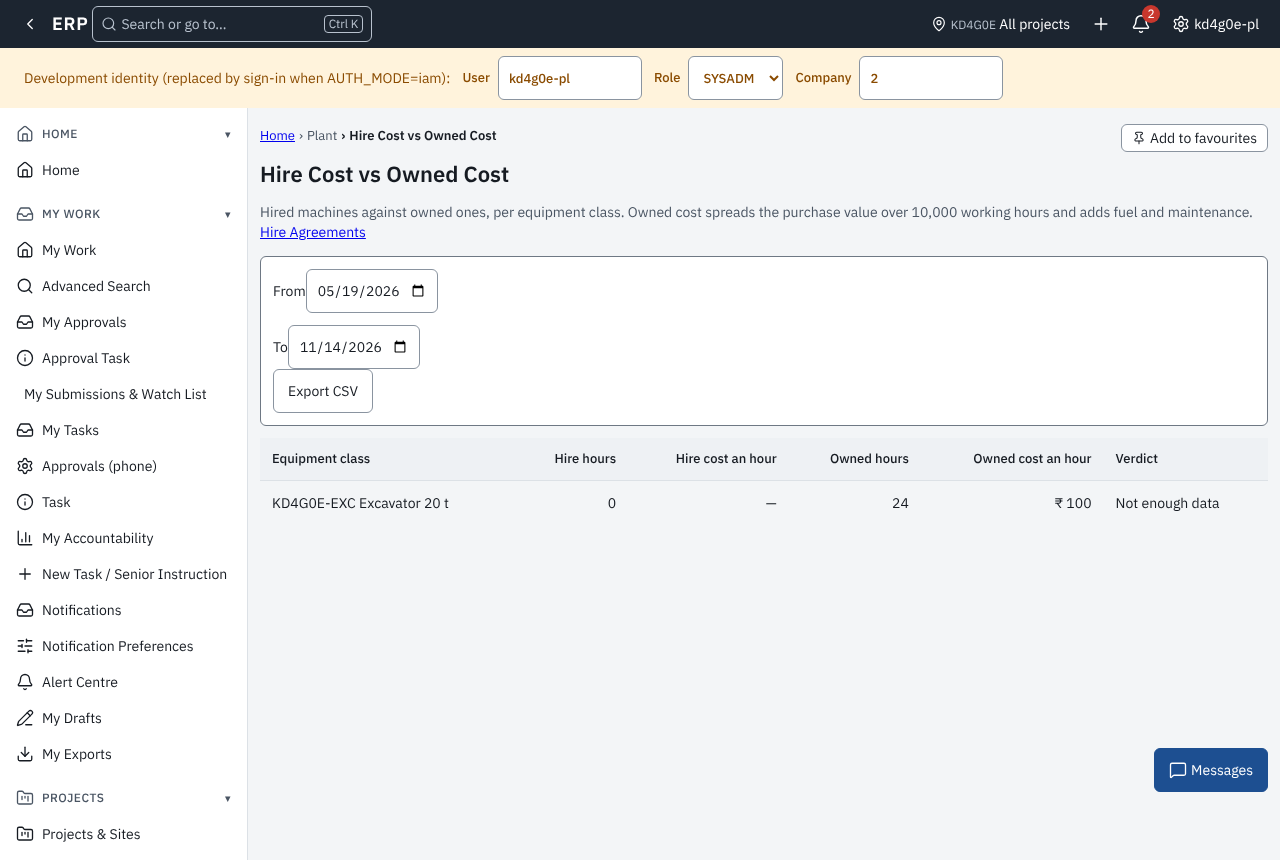 ERP Search or go to... Ctrl K KD4G0E All projects 2 kd4g0e-pl
Development identity (replaced by sign-in when AUTH_MODE=iam): User kd4g0e-pl Role SYSADM Company 2
HOME
Home
MY WORK
My Work
Advanced Search
My Approvals
Approval Task
My Submissions & Watch List
My Tasks
Approvals (phone)
Task
My Accountability
New Task / Senior Instruction
Notifications
Notification Preferences
Alert Centre
My Drafts
My Exports
PROJECTS
Projects & Sites
Home › Plant › Hire Cost vs Owned Cost
Add to favourites
Hire Cost vs Owned Cost
Hired machines against owned ones, per equipment class. Owned cost spreads the purchase value over 10,000 working hours and adds fuel and maintenance.
Hire Agreements
From 05/19/2026
To 11/14/2026
Export CSV
Equipment class Hire hours Hire cost an hour Owned hours Owned cost an hour Verdict
KD4G0E-EXC Excavator 20 t 0 — 24 ₹ 100 Not enough data
Messages